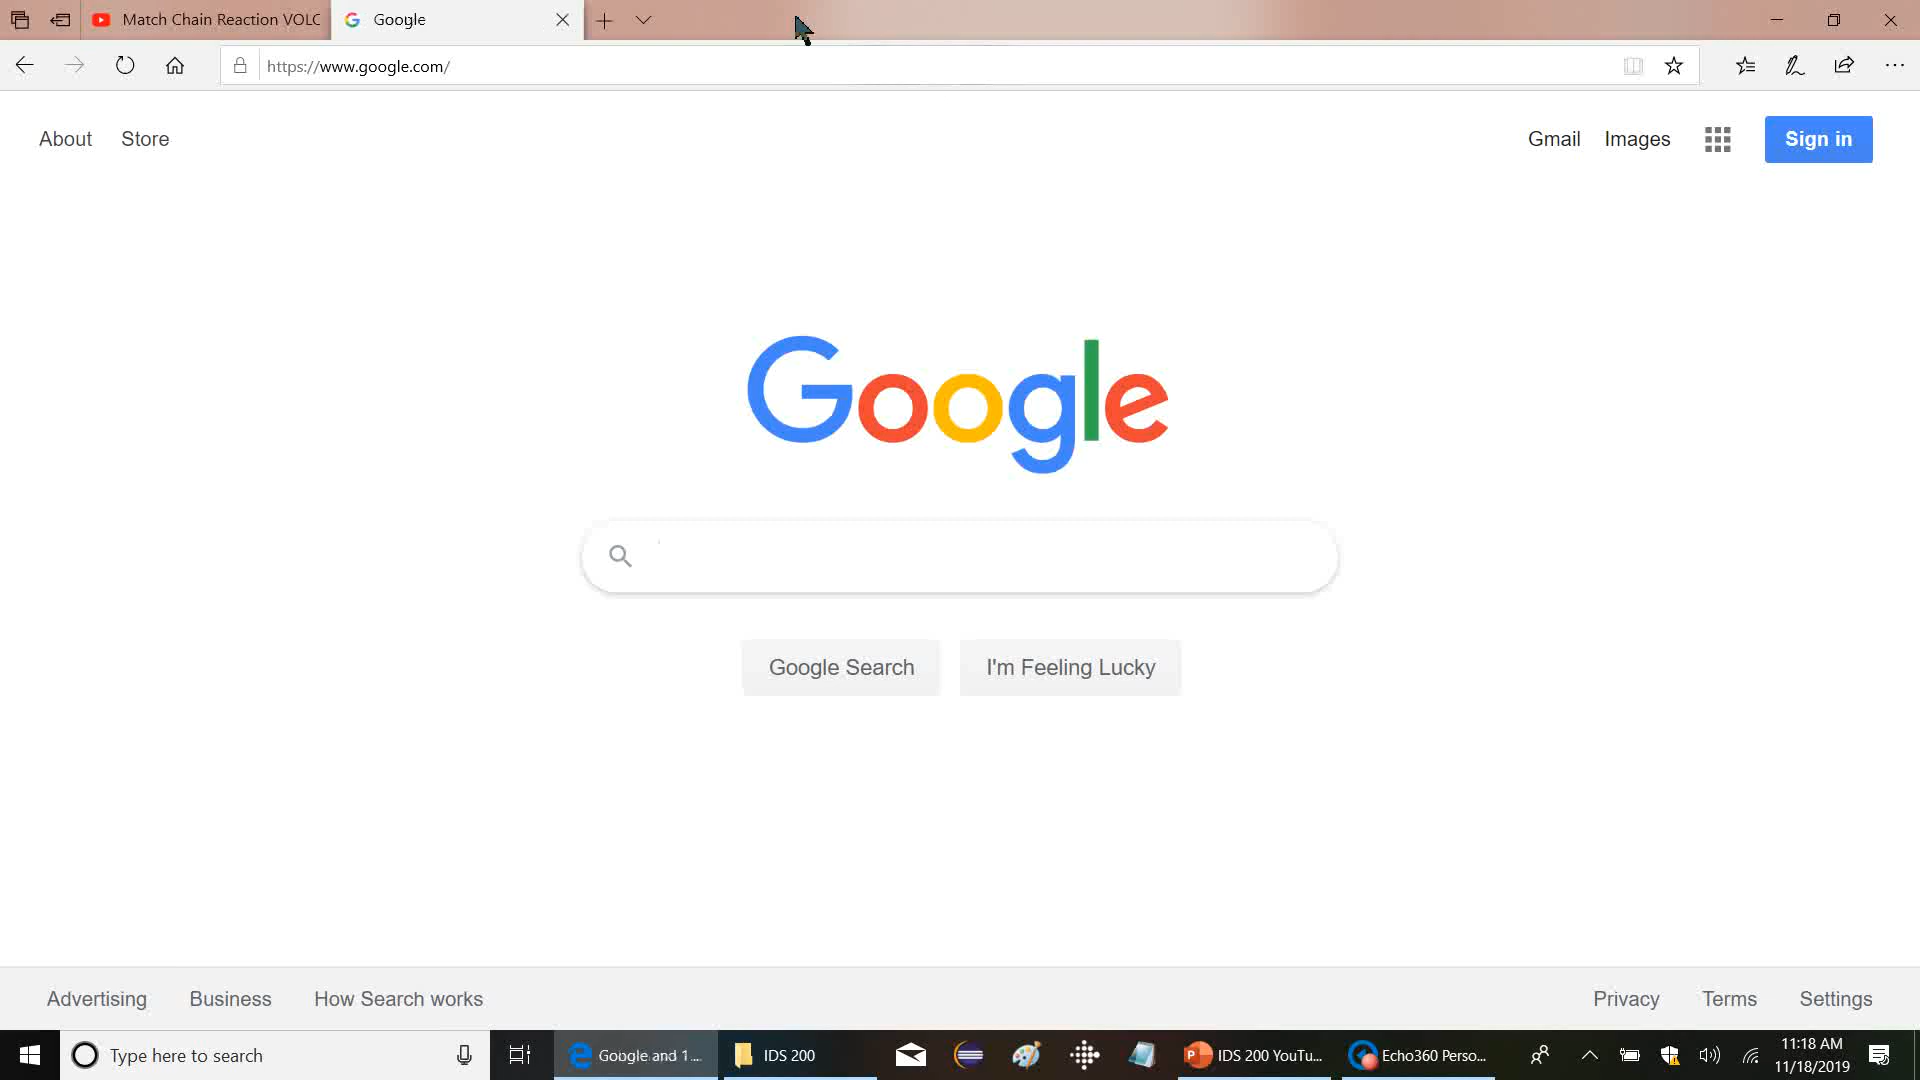 Match Chain Reaction VOLC
Google
https://www.google.com/
About Store
Gmail Images Sign in
Google
Google Search I'm Feeling Lucky
Advertising Business How Search works
Privacy Terms Settings
Type here to search
Google and 1...
IDS 200
IDS 200 YouTu...
Echo360 Perso...
11:18 AM
11/18/2019